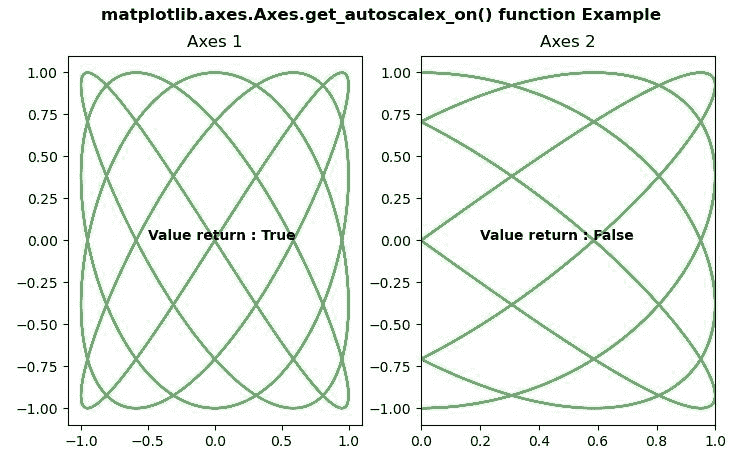 matplotlib.axes.Axes.get_autoscalex_on() function Example
Axes 1
Axes 2
1.00
0.75
0.50
0.25
0.00
−0.25
−0.50
−0.75
−1.00
Value return : True
−1.0 −0.5 0.0 0.5 1.0
1.00
0.75
0.50
0.25
0.00
−0.25
−0.50
−0.75
−1.00
Value return : False
0.0 0.2 0.4 0.6 0.8 1.0